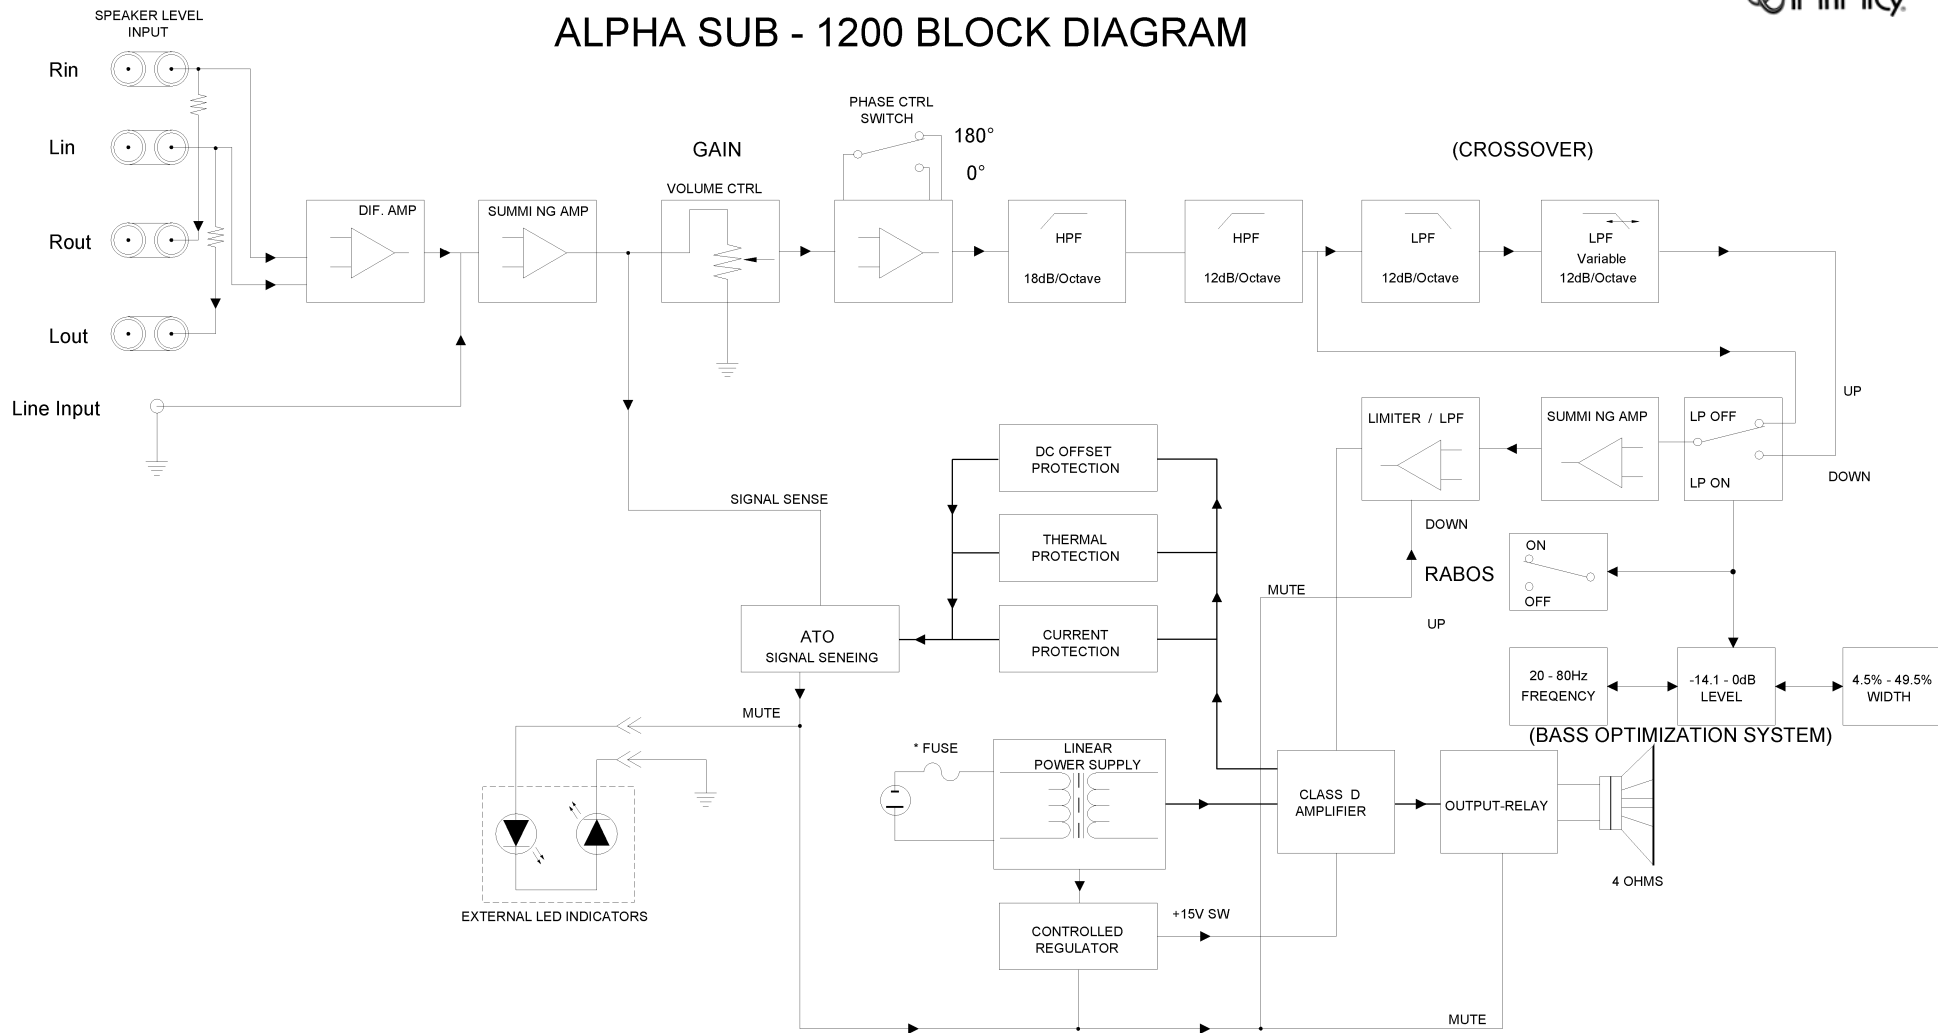 SPEAKER LEVEL
INPUT
ALPHA SUB - 1200 BLOCK DIAGRAM
Rin
Lin
Rout
Lout
Line Input
DIF. AMP
SUMMI NG AMP
GAIN
VOLUME CTRL
PHASE CTRL
SWITCH
180°
0°
HPF
18dB/Octave
HPF
12dB/Octave
(CROSSOVER)
LPF
12dB/Octave
LPF
Variable
12dB/Octave
UP
DOWN
LP OFF
LP ON
SUMMI NG AMP
LIMITER / LPF
DC OFFSET
PROTECTION
THERMAL
PROTECTION
CURRENT
PROTECTION
SIGNAL SENSE
ATO
SIGNAL SENEING
MUTE
DOWN
RABOS
UP
ON
OFF
MUTE
20 - 80Hz
FREQENCY
-14.1 - 0dB
LEVEL
4.5% - 49.5%
WIDTH
(BASS OPTIMIZATION SYSTEM)
* FUSE
LINEAR
POWER SUPPLY
CLASS D
AMPLIFIER
OUTPUT-RELAY
4 OHMS
EXTERNAL LED INDICATORS
CONTROLLED
REGULATOR
+15V SW
MUTE